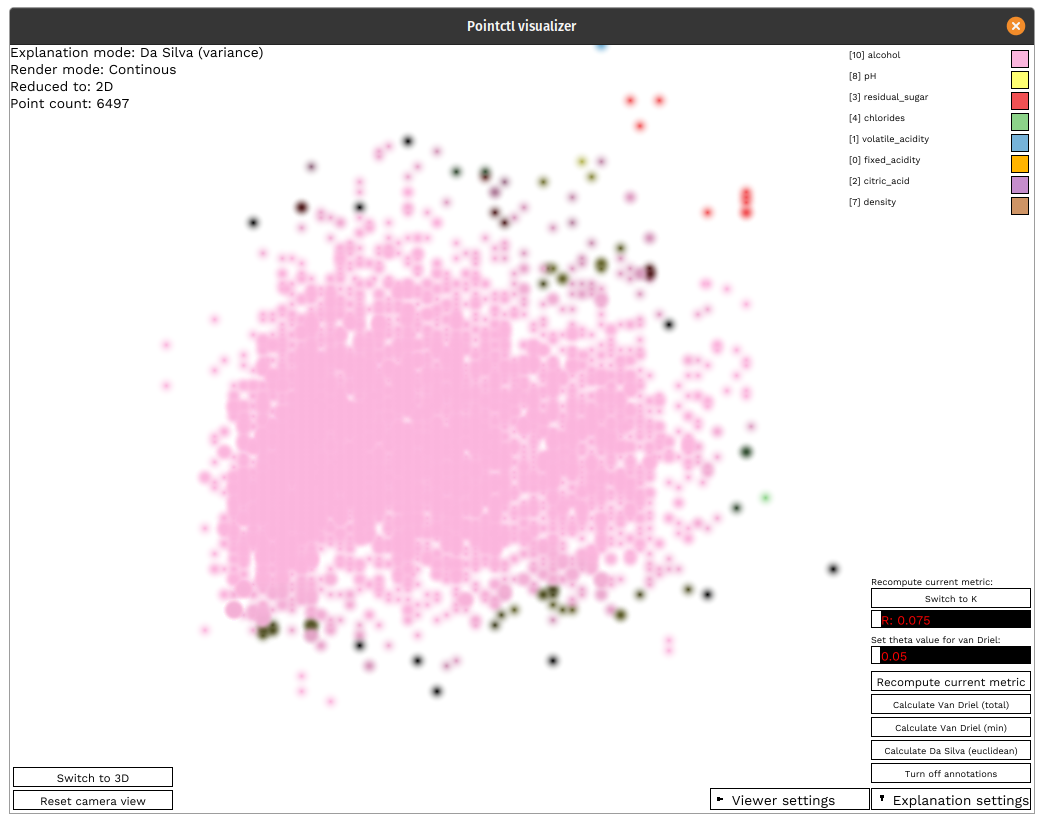 Pointctl visualizer
Explanation mode: Da Silva (variance)
Render mode: Continous
Reduced to: 2D
Point count: 6497
[10] alcohol
[8] pH
[3] residual_sugar
[4] chlorides
[1] volatile_acidity
[0] fixed_acidity
[2] citric_acid
[7] density
Recompute current metric:
Switch to K
R: 0.075
Set theta value for van Driel:
0.05
Recompute current metric
Calculate Van Driel (total)
Calculate Van Driel (min)
Calculate Da Silva (euclidean)
Turn off annotations
Switch to 3D
Reset camera view
Viewer settings
Explanation settings